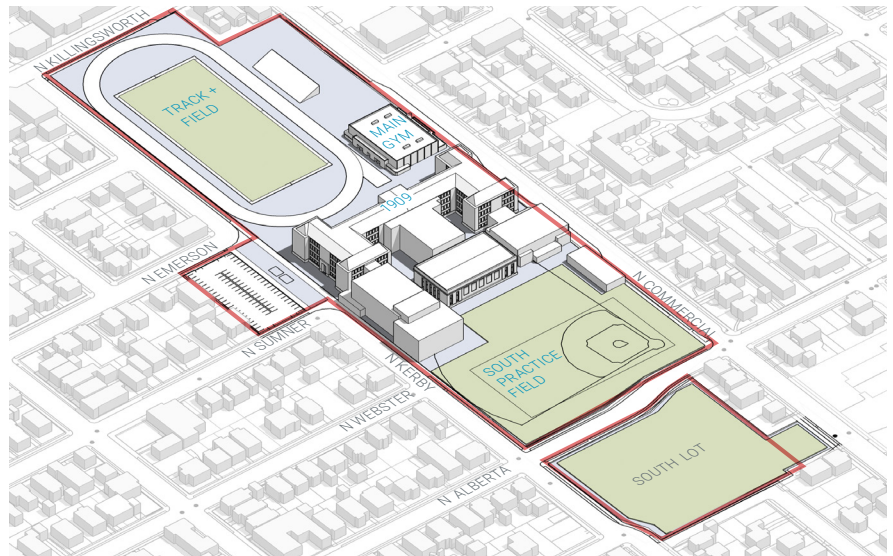 N KILLINGSWORTH
TRACK +
FIELD
MAIN
GYM
1909
N EMERSON
N COMMERCIAL
N SUMNER
N KERBY
SOUTH
PRACTICE
FIELD
N WEBSTER
SOUTH LOT
N ALBERTA